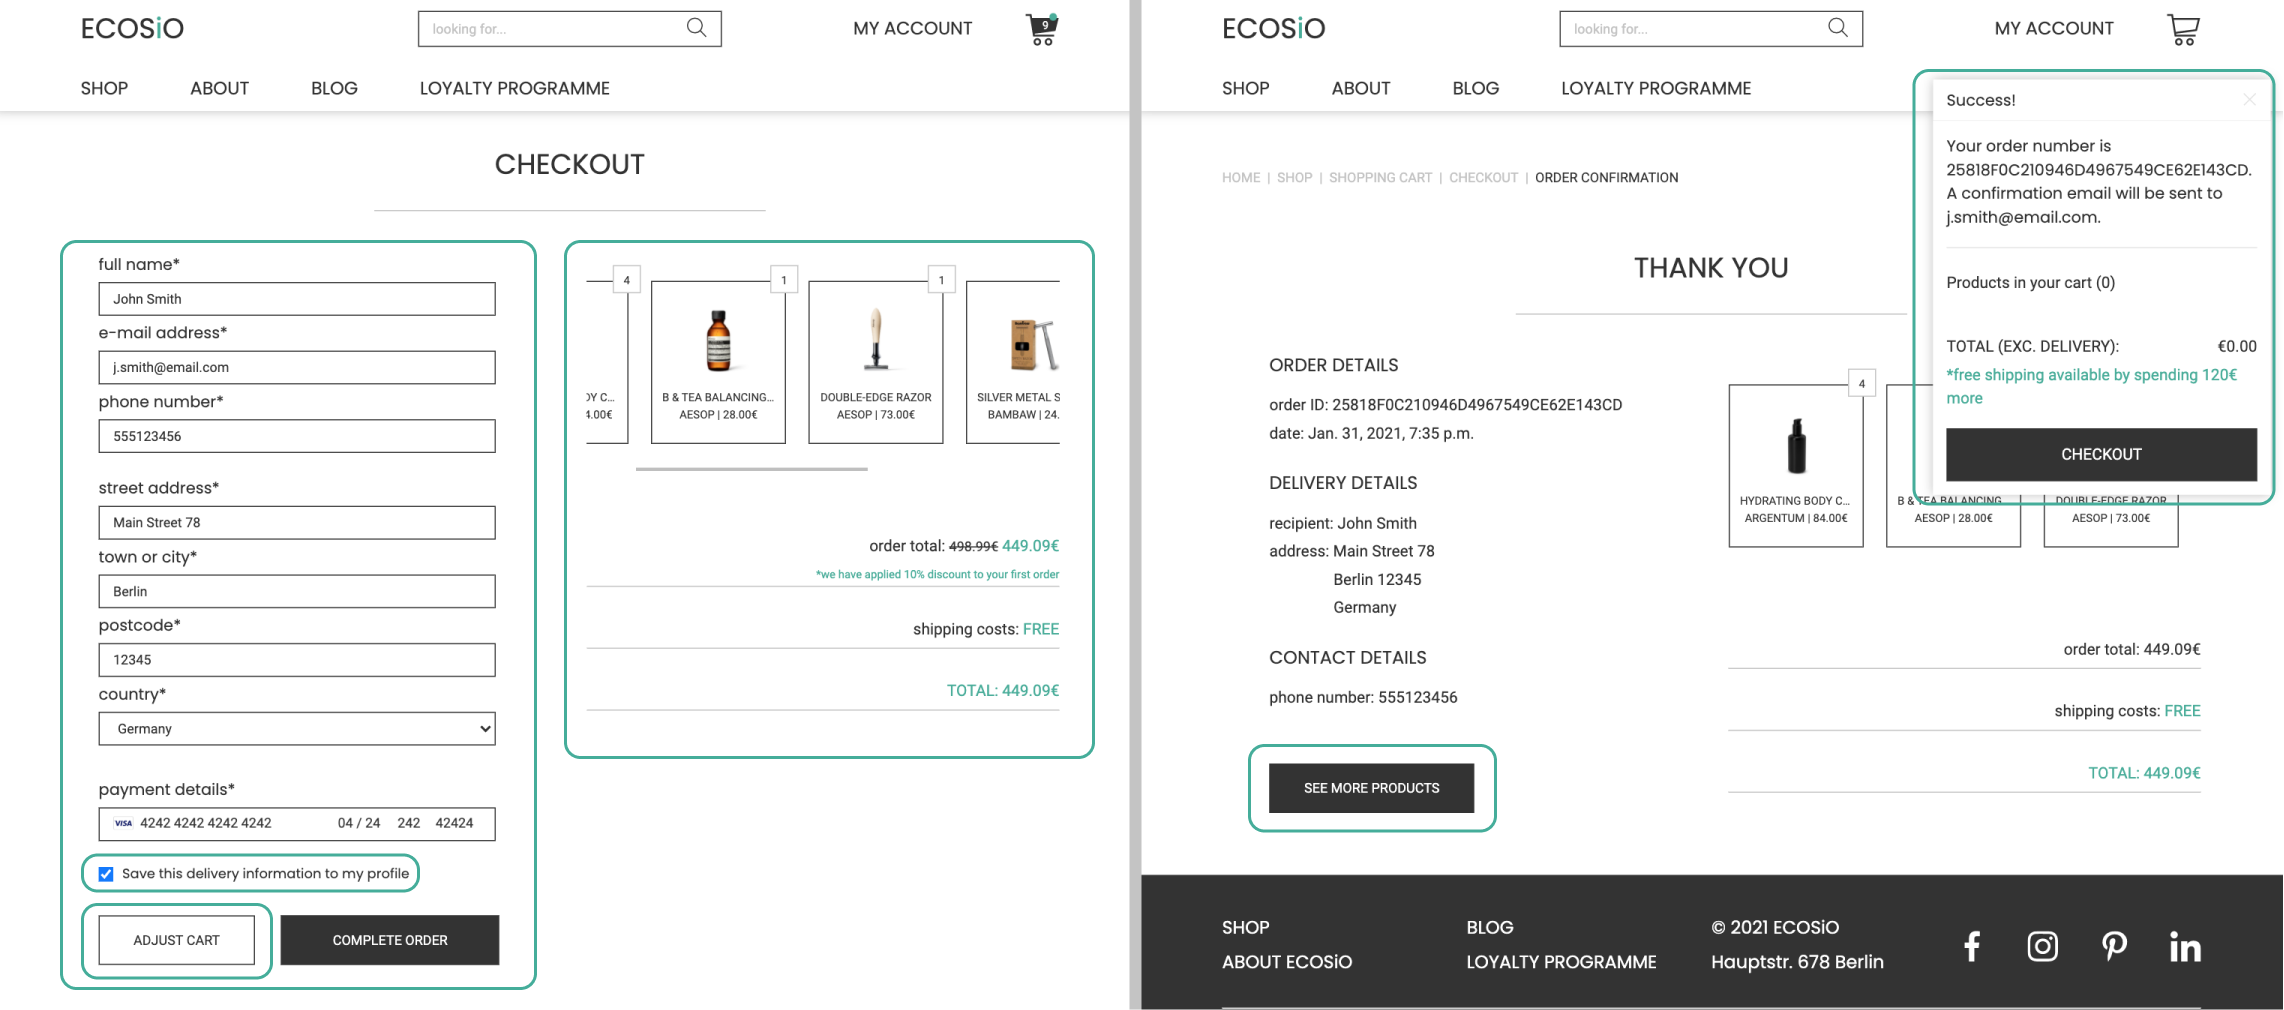 ECOSiO
looking for...
MY ACCOUNT
9
SHOP
ABOUT
BLOG
LOYALTY PROGRAMME
CHECKOUT
full name*
John Smith
e-mail address*
j.smith@email.com
phone number*
555123456
street address*
Main Street 78
town or city*
Berlin
postcode*
12345
country*
Germany
payment details*
VISA 4242 4242 4242 4242 04 / 24 242 42424
Save this delivery information to my profile
ADJUST CART
COMPLETE ORDER
4
DY C...
4.00€
1
B & TEA BALANCING...
AESOP | 28.00€
1
DOUBLE-EDGE RAZOR
AESOP | 73.00€
SILVER METAL S
BAMBAW | 24.
order total: 498.99€ 449.09€
*we have applied 10% discount to your first order
shipping costs: FREE
TOTAL: 449.09€
ECOSiO
looking for...
MY ACCOUNT
SHOP
ABOUT
BLOG
LOYALTY PROGRAMME
HOME | SHOP | SHOPPING CART | CHECKOUT | ORDER CONFIRMATION
Success!
Your order number is
25818F0C210946D4967549CE62E143CD.
A confirmation email will be sent to
j.smith@email.com.
Products in your cart (0)
TOTAL (EXC. DELIVERY): €0.00
*free shipping available by spending 120€
more
CHECKOUT
THANK YOU
ORDER DETAILS
order ID: 25818F0C210946D4967549CE62E143CD
date: Jan. 31, 2021, 7:35 p.m.
DELIVERY DETAILS
recipient: John Smith
address: Main Street 78
Berlin 12345
Germany
CONTACT DETAILS
phone number: 555123456
SEE MORE PRODUCTS
4
HYDRATING BODY C...
ARGENTUM | 84.00€
B & TEA BALANCING
AESOP | 28.00€
DOUBLE-EDGE RAZOR
AESOP | 73.00€
order total: 449.09€
shipping costs: FREE
TOTAL: 449.09€
SHOP
ABOUT ECOSiO
BLOG
LOYALTY PROGRAMME
© 2021 ECOSiO
Hauptstr. 678 Berlin